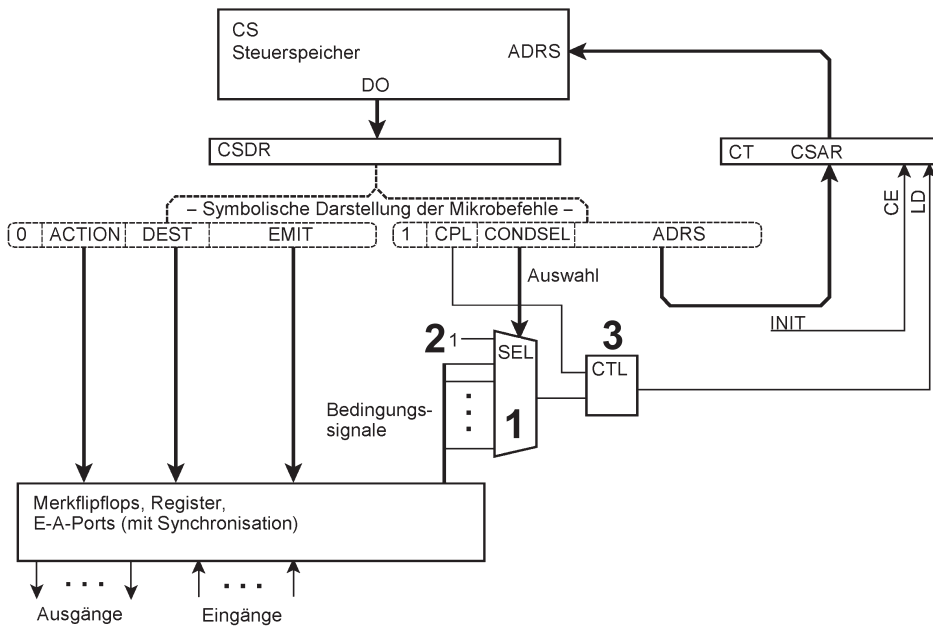 CS
Steuerspeicher
ADRS
DO
CSDR
CT CSAR
CE
LD
– Symbolische Darstellung der Mikrobefehle –
0 ACTION DEST EMIT
1 CPL CONDSEL ADRS
Auswahl
INIT
2 1
SEL
3
CTL
Bedingungs-
signale
1
Merkflipflops, Register,
E-A-Ports (mit Synchronisation)
Ausgänge
Eingänge